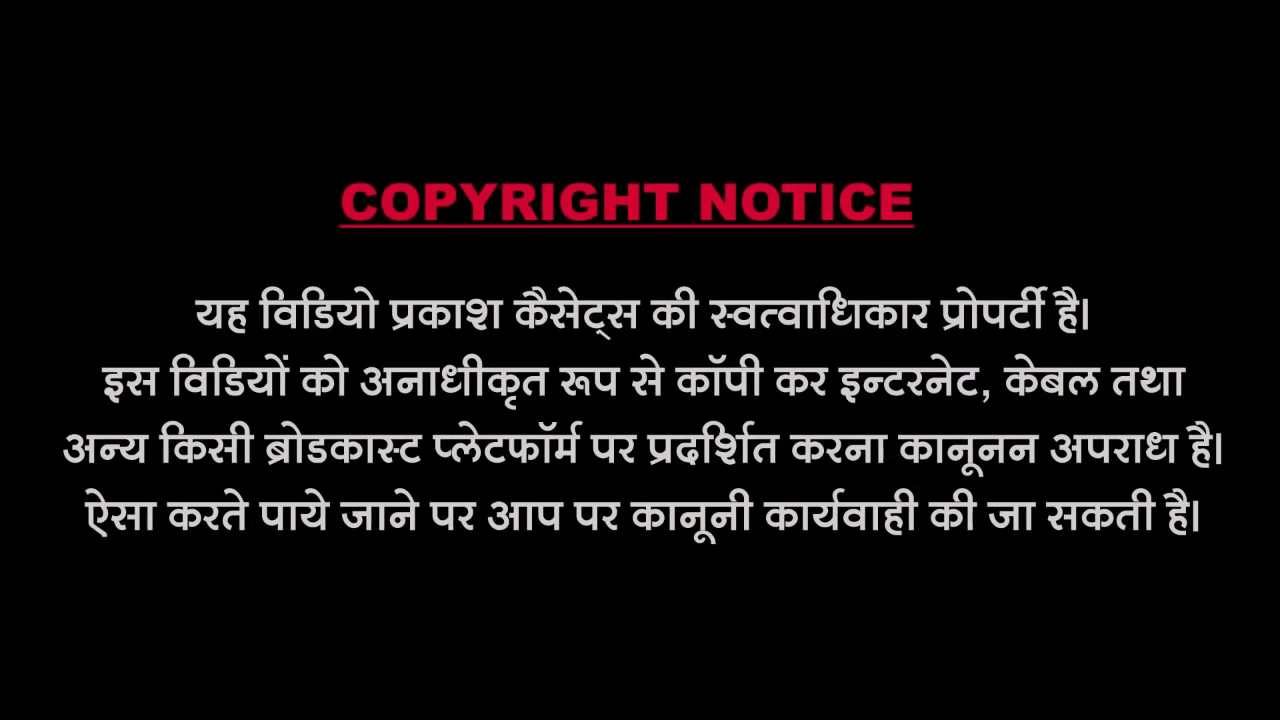 COPYRIGHT NOTICE
यह विडियो प्रकाश कैसेट्स की स्वत्वाधिकार प्रोपर्टी है।
इस विडियों को अनाधीकृत रूप से कॉपी कर इन्टरनेट, केबल तथा
अन्य किसी ब्रोडकास्ट प्लेटफॉर्म पर प्रदर्शित करना कानूनन अपराध है।
ऐसा करते पाये जाने पर आप पर कानूनी कार्यवाही की जा सकती है।